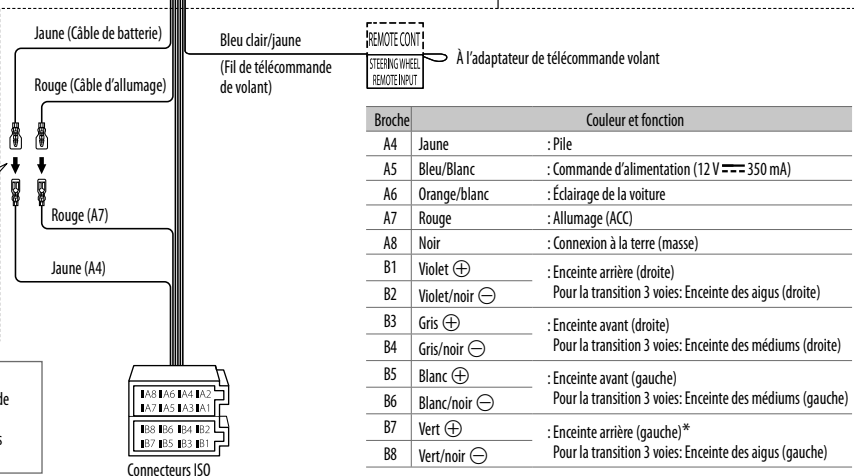 Jaune (Câble de batterie)
Rouge (Câble d'allumage)
Bleu clair/jaune
(Fil de télécommande
de volant)
REMOTE CONT
STEERING WHEEL
REMOTE INPUT
À l'adaptateur de télécommande volant
Rouge (A7)
Jaune (A4)
Broche Couleur et fonction
A4 Jaune : Pile
A5 Bleu/Blanc : Commande d'alimentation (12 V ⎓ 350 mA)
A6 Orange/blanc : Éclairage de la voiture
A7 Rouge : Allumage (ACC)
A8 Noir : Connexion à la terre (masse)
B1 Violet ⊕ : Enceinte arrière (droite)
B2 Violet/noir ⊖ Pour la transition 3 voies: Enceinte des aigus (droite)
B3 Gris ⊕ : Enceinte avant (droite)
B4 Gris/noir ⊖ Pour la transition 3 voies: Enceinte des médiums (droite)
B5 Blanc ⊕ : Enceinte avant (gauche)
B6 Blanc/noir ⊖ Pour la transition 3 voies: Enceinte des médiums (gauche)
B7 Vert ⊕ : Enceinte arrière (gauche)*
B8 Vert/noir ⊖ Pour la transition 3 voies: Enceinte des aigus (gauche)
de
s
A8 A6 A4 A2
A7 A5 A3 A1
B8 B6 B4 B2
B7 B5 B3 B1
Connecteurs ISO